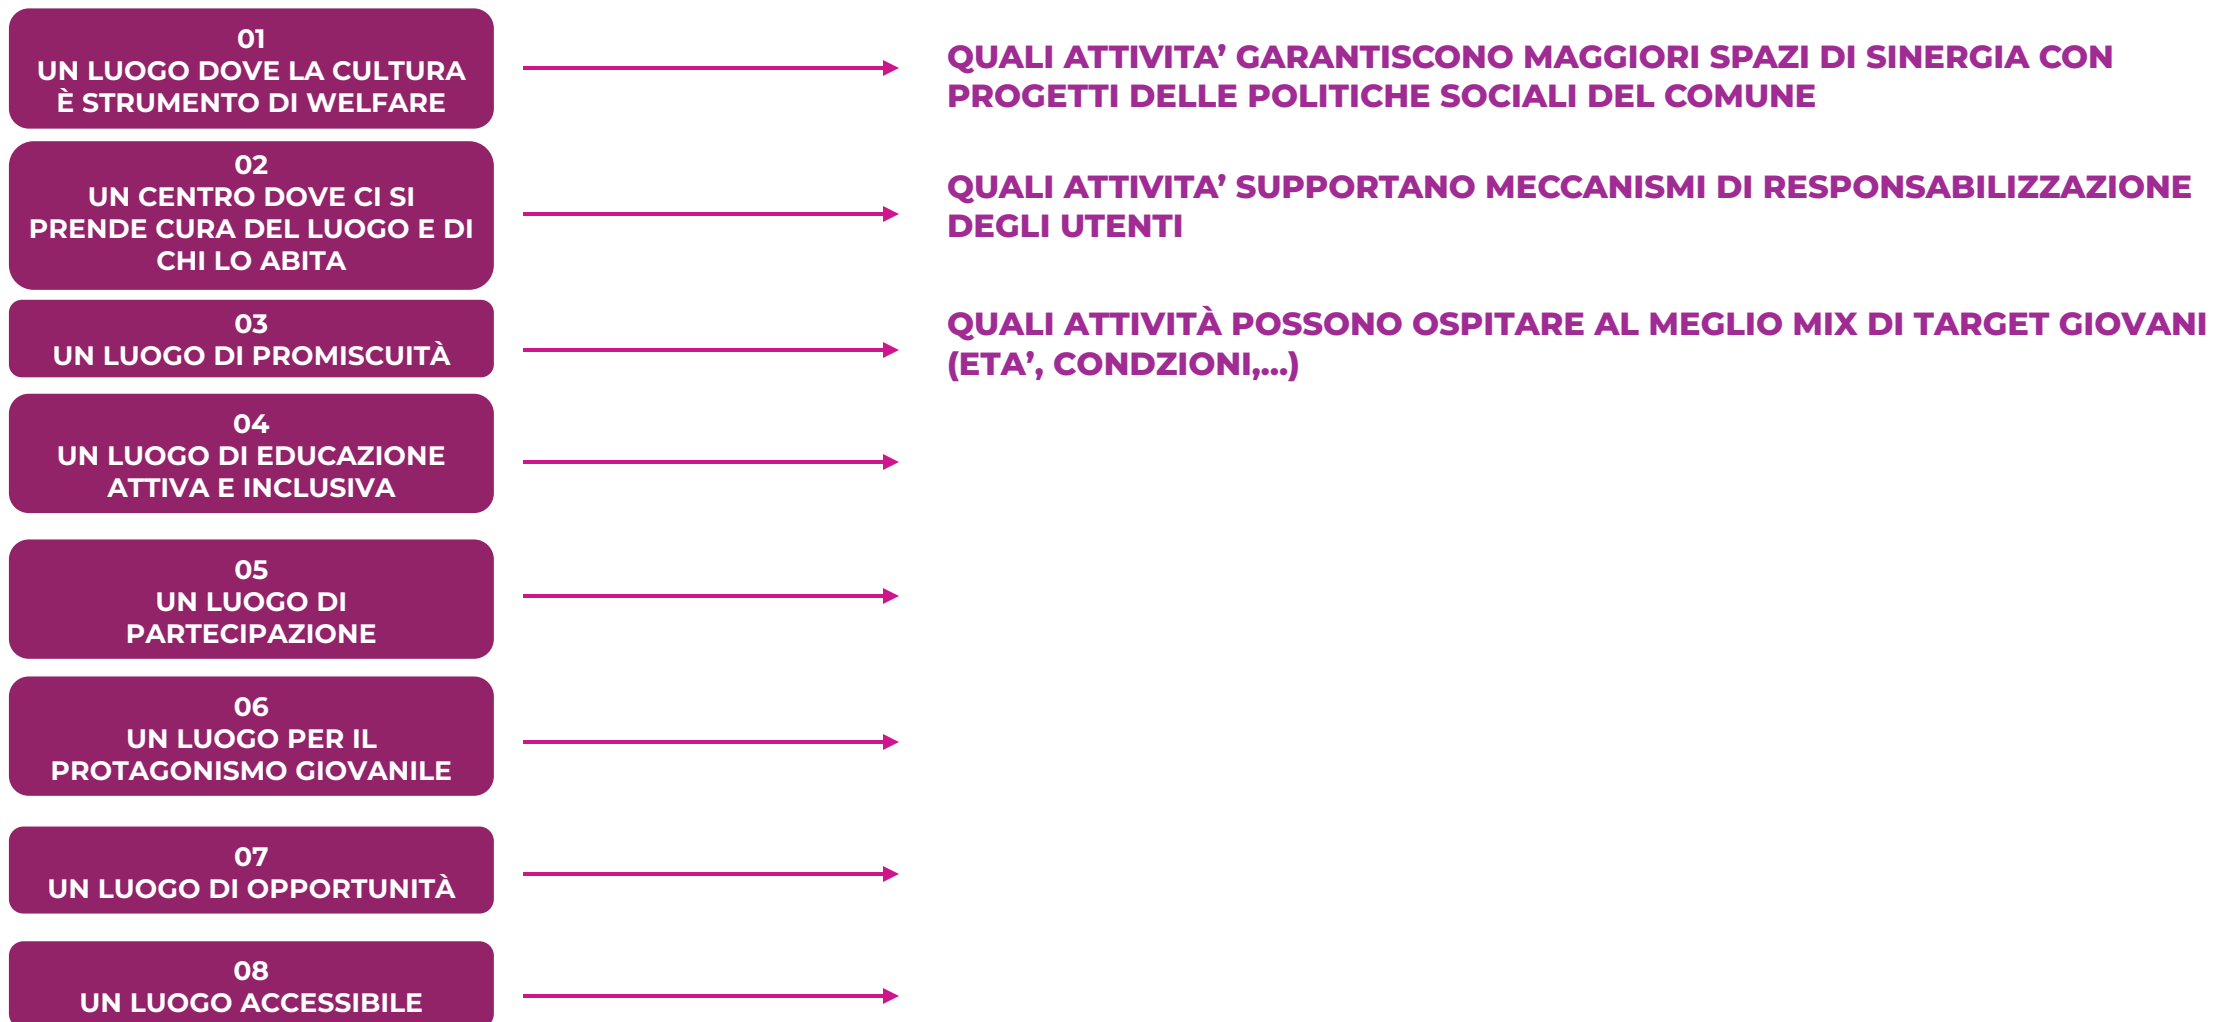 01
UN LUOGO DOVE LA CULTURA
È STRUMENTO DI WELFARE
QUALI ATTIVITA’ GARANTISCONO MAGGIORI SPAZI DI SINERGIA CON
PROGETTI DELLE POLITICHE SOCIALI DEL COMUNE
02
UN CENTRO DOVE CI SI
PRENDE CURA DEL LUOGO E DI
CHI LO ABITA
QUALI ATTIVITA’ SUPPORTANO MECCANISMI DI RESPONSABILIZZAZIONE
DEGLI UTENTI
03
UN LUOGO DI PROMISCUITÀ
QUALI ATTIVITÀ POSSONO OSPITARE AL MEGLIO MIX DI TARGET GIOVANI
(ETA’, CONDZIONI,...)
04
UN LUOGO DI EDUCAZIONE
ATTIVA E INCLUSIVA
05
UN LUOGO DI
PARTECIPAZIONE
06
UN LUOGO PER IL
PROTAGONISMO GIOVANILE
07
UN LUOGO DI OPPORTUNITÀ
08
UN LUOGO ACCESSIBILE